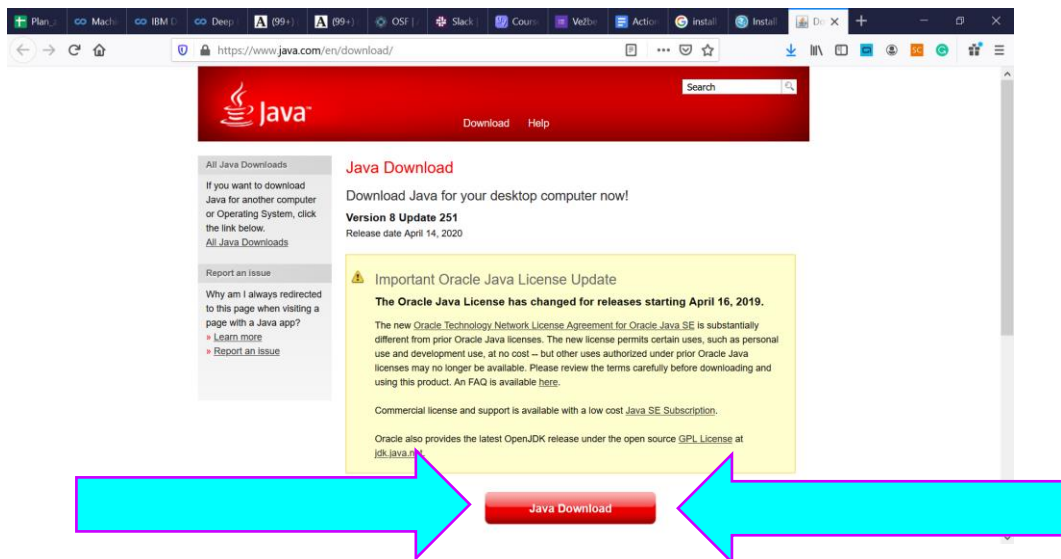 Plan_ Mach IBM D Deep (99+) (99+) OSF | Slack | Cours Vežbe Action install Install Do
https://www.java.com/en/download/
Search
Java™
Download Help
All Java Downloads
If you want to download
Java for another computer
or Operating System, click
the link below.
All Java Downloads
Report an issue
Why am I always redirected
to this page when visiting a
page with a Java app?
» Learn more
» Report an issue
Java Download
Download Java for your desktop computer now!
Version 8 Update 251
Release date April 14, 2020
Important Oracle Java License Update
The Oracle Java License has changed for releases starting April 16, 2019.
The new Oracle Technology Network License Agreement for Oracle Java SE is substantially
different from prior Oracle Java licenses. The new license permits certain uses, such as personal
use and development use, at no cost -- but other uses authorized under prior Oracle Java
licenses may no longer be available. Please review the terms carefully before downloading and
using this product. An FAQ is available here.
Commercial license and support is available with a low cost Java SE Subscription.
Oracle also provides the latest OpenJDK release under the open source GPL License at
jdk.java.net.
Java Download